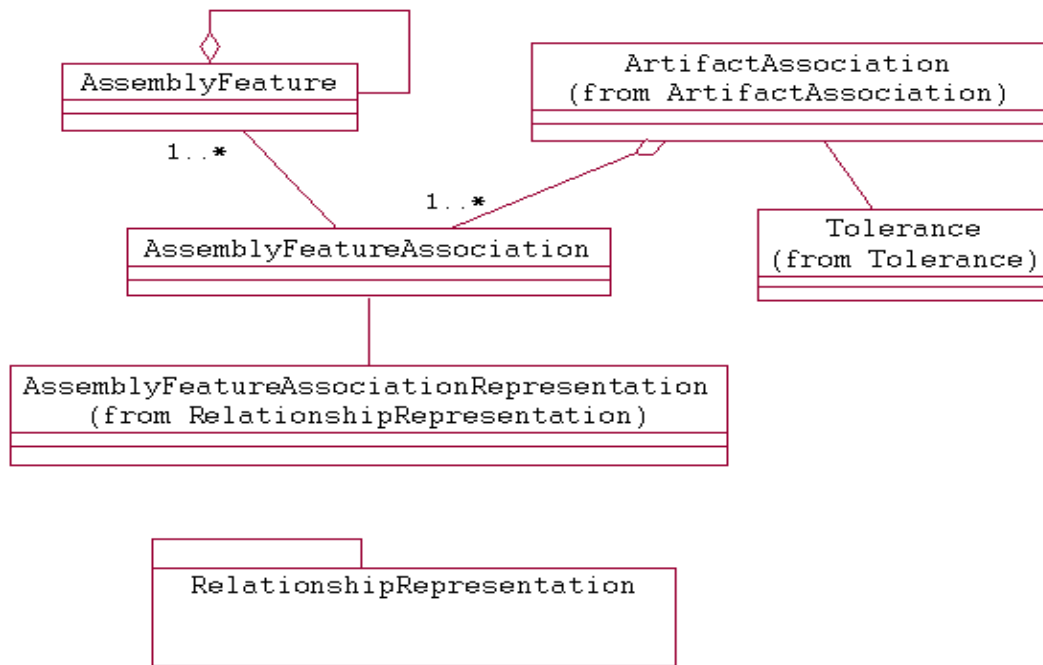 AssemblyFeature
ArtifactAssociation
(from ArtifactAssociation)
1..*
1..*
Tolerance
(from Tolerance)
AssemblyFeatureAssociation
AssemblyFeatureAssociationRepresentation
(from RelationshipRepresentation)
RelationshipRepresentation